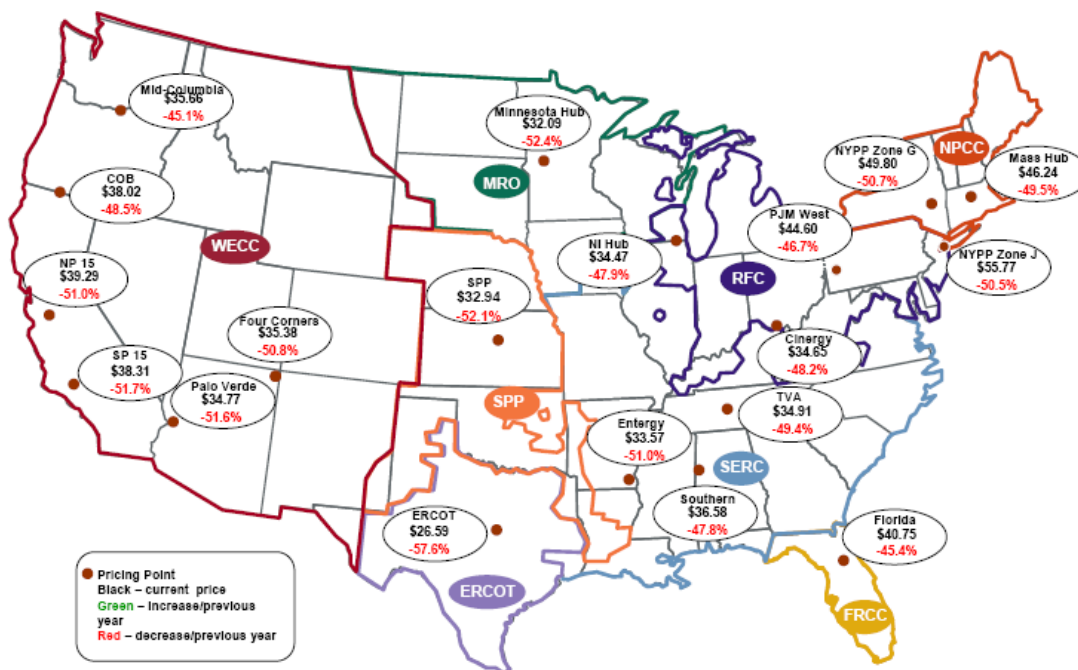 Mid-Columbia
$35.66
-45.1%
COB
$38.02
-48.5%
NP 15
$39.29
-51.0%
SP 15
$38.31
-51.7%
Palo Verde
$34.77
-51.6%
Four Corners
$35.38
-50.8%
WECC
Minnesota Hub
$32.09
-52.4%
MRO
SPP
$32.94
-52.1%
SPP
NI Hub
$34.47
-47.9%
RFC
PJM West
$44.60
-46.7%
NYPP Zone G
$49.80
-50.7%
NPCC
Mass Hub
$46.24
-49.5%
NYPP Zone J
$55.77
-50.5%
Cinergy
$34.65
-48.2%
TVA
$34.91
-49.4%
Entergy
$33.57
-51.0%
SERC
Southern
$36.58
-47.8%
Florida
$40.75
-45.4%
FRCC
ERCOT
$26.59
-57.6%
ERCOT
Pricing Point
Black – current price
Green – increase/previous
year
Red – decrease/previous year